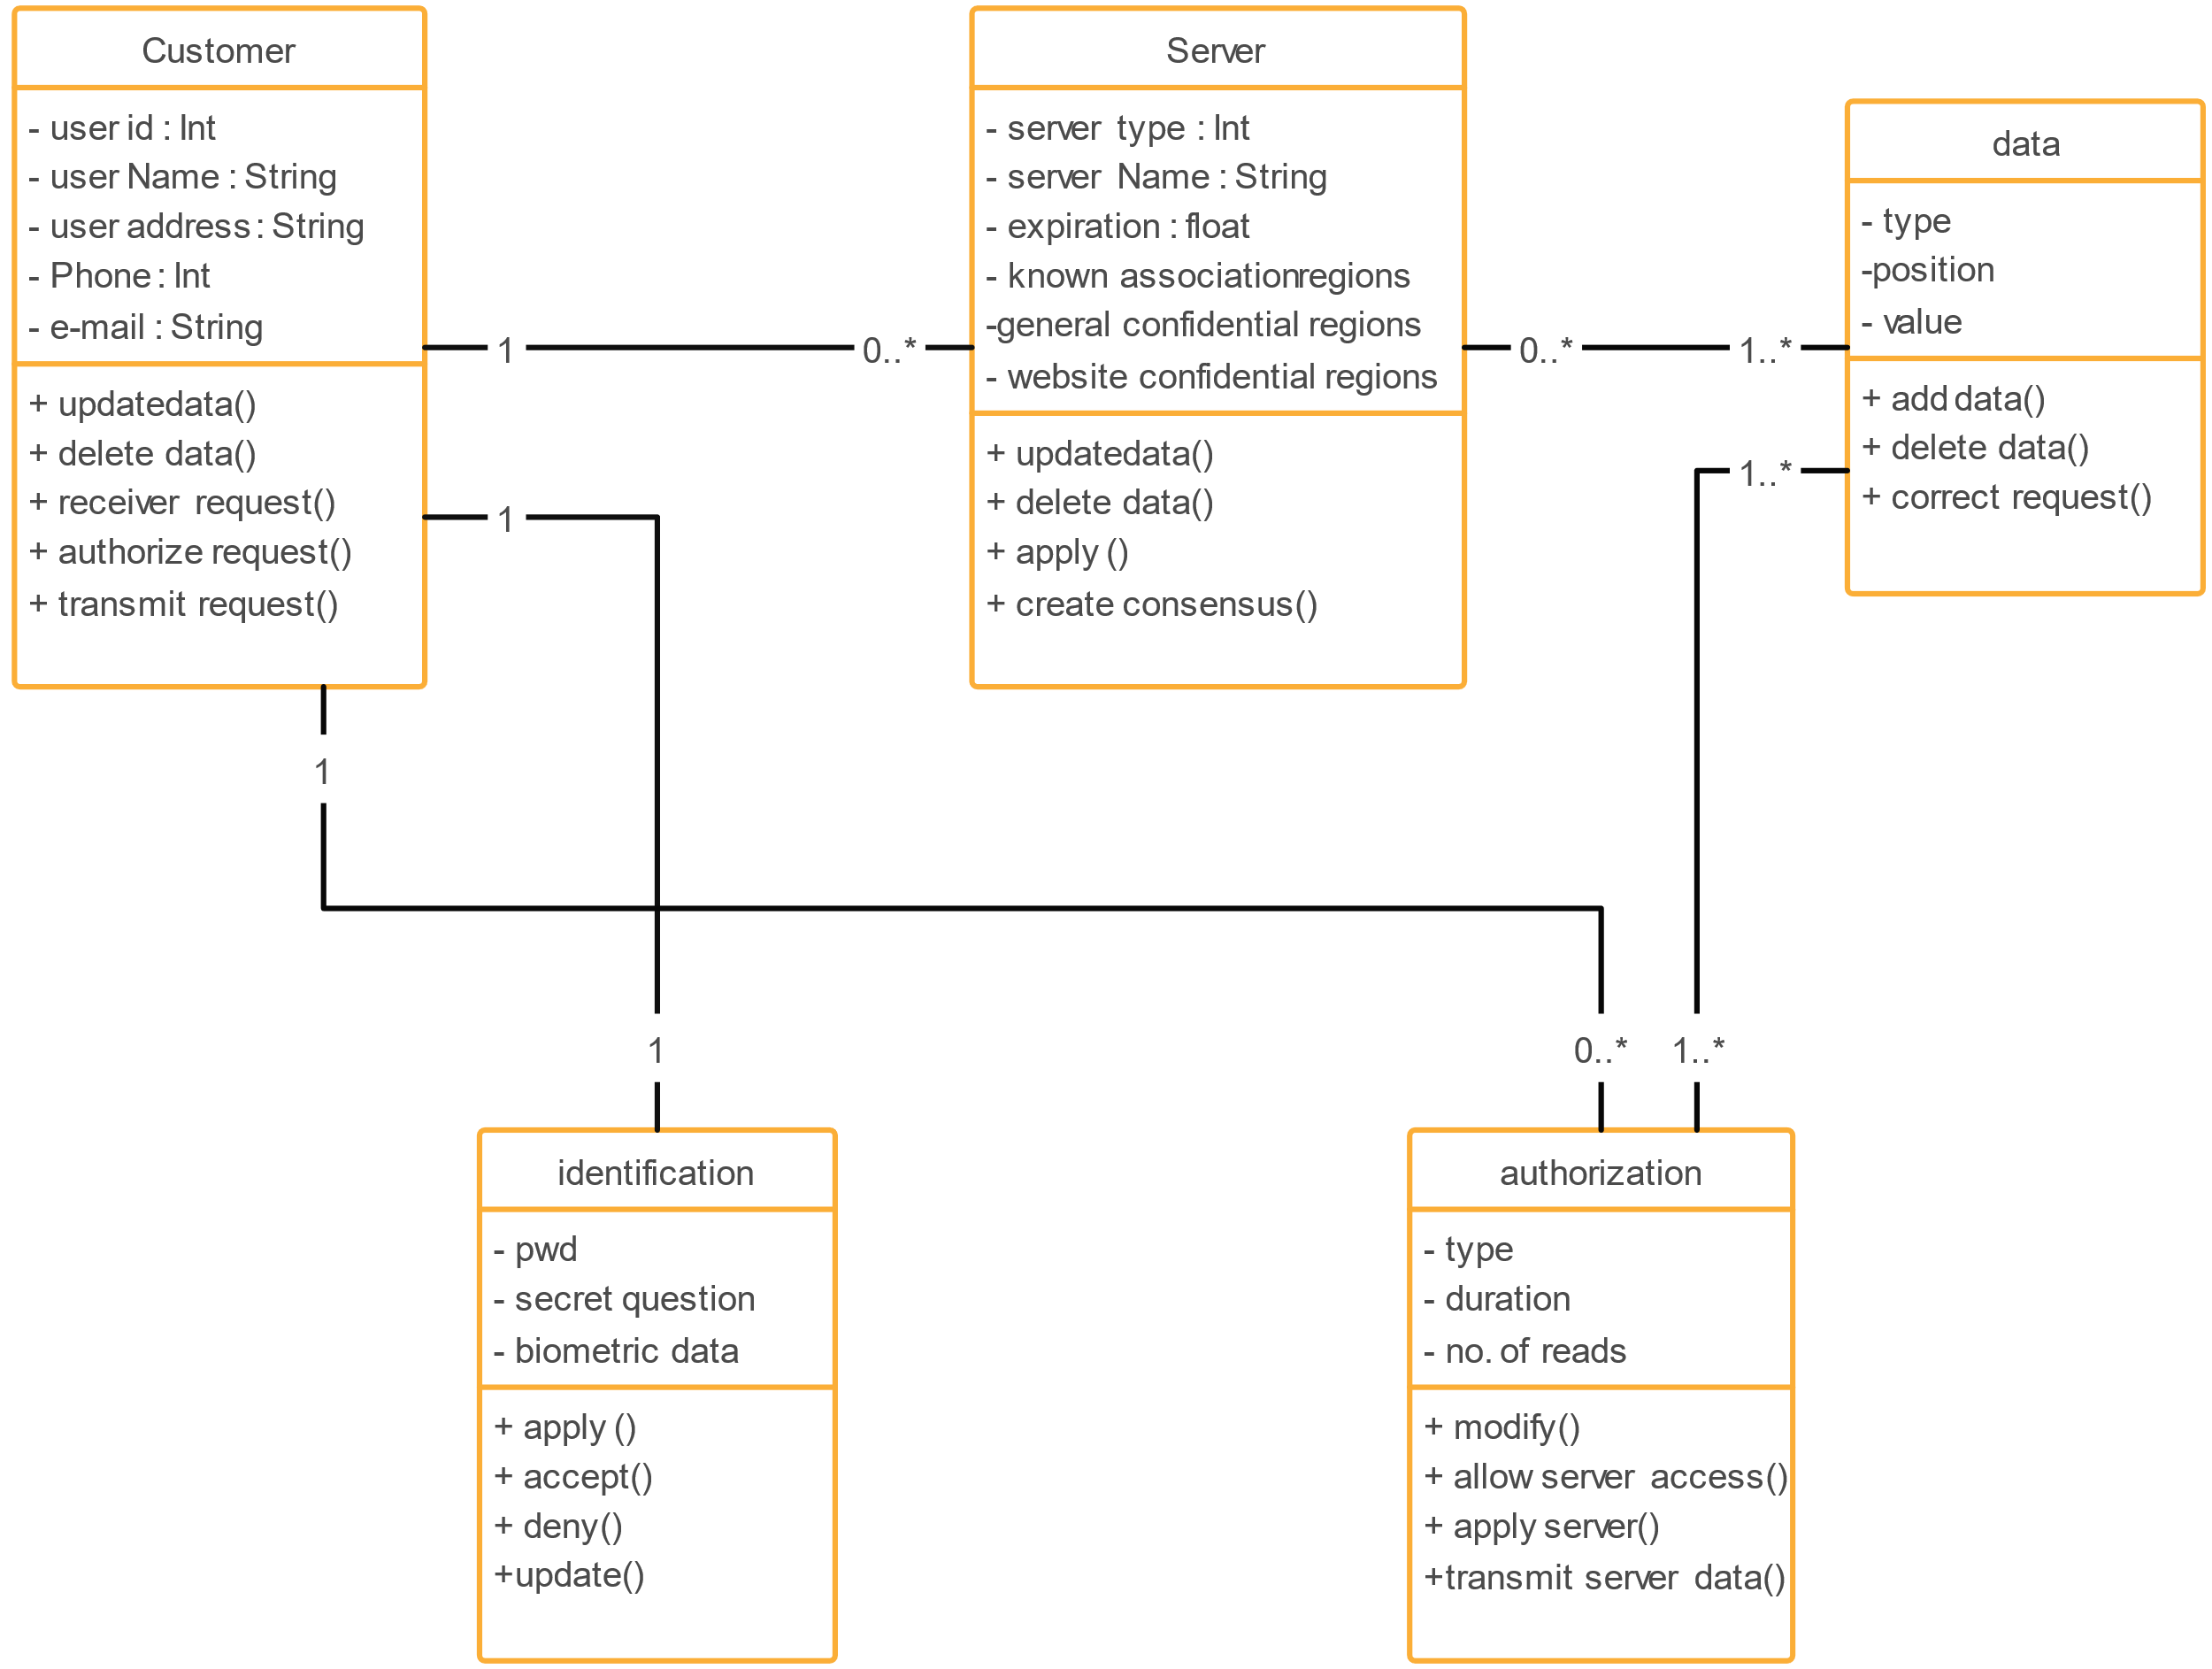 Customer
- user id : Int
- user Name : String
- user address : String
- Phone : Int
- e-mail : String
+ updatedata()
+ delete data()
+ receiver request()
+ authorize request()
+ transmit request()
Server
- server type : Int
- server Name : String
- expiration : float
- known associationregions
-general confidential regions
- website confidential regions
+ updatedata()
+ delete data()
+ apply ()
+ create consensus()
data
- type
-position
- value
+ add data()
+ delete data()
+ correct request()
1
0..*
0..*
1..*
1..*
1
1
1
0..*
1..*
identification
- pwd
- secret question
- biometric data
+ apply ()
+ accept()
+ deny()
+update()
authorization
- type
- duration
- no. of reads
+ modify()
+ allow server access()
+ apply server()
+transmit server data()